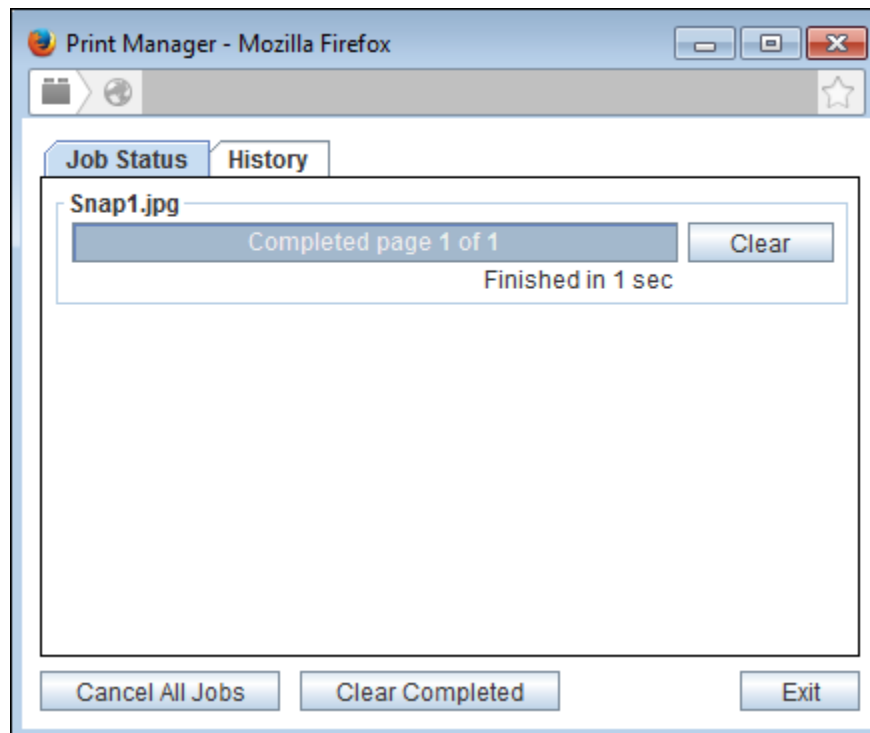 Print Manager - Mozilla Firefox
Job Status History
Snap1.jpg
Completed page 1 of 1 Clear
Finished in 1 sec
Cancel All Jobs Clear Completed Exit